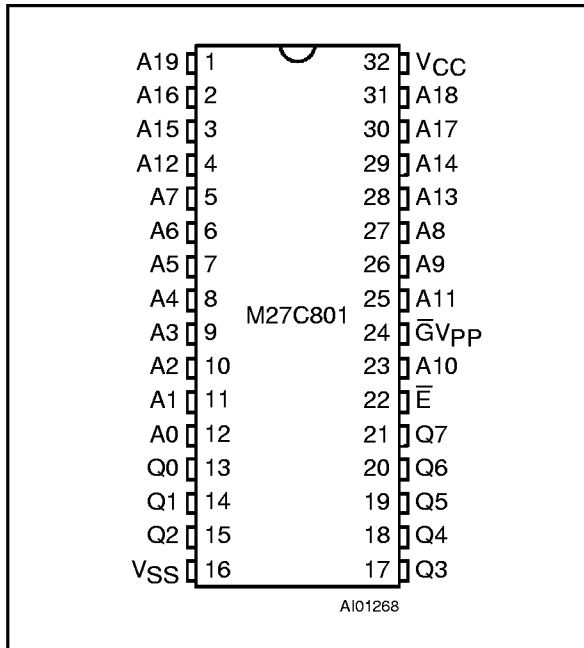 A19 1 32 VCC
A16 2 31 A18
A15 3 30 A17
A12 4 29 A14
A7 5 28 A13
A6 6 27 A8
A5 7 26 A9
A4 8 25 A11
M27C801
A3 9 24 G̅VPP
A2 10 23 A10
A1 11 22 E̅
A0 12 21 Q7
Q0 13 20 Q6
Q1 14 19 Q5
Q2 15 18 Q4
VSS 16 17 Q3
AI01268